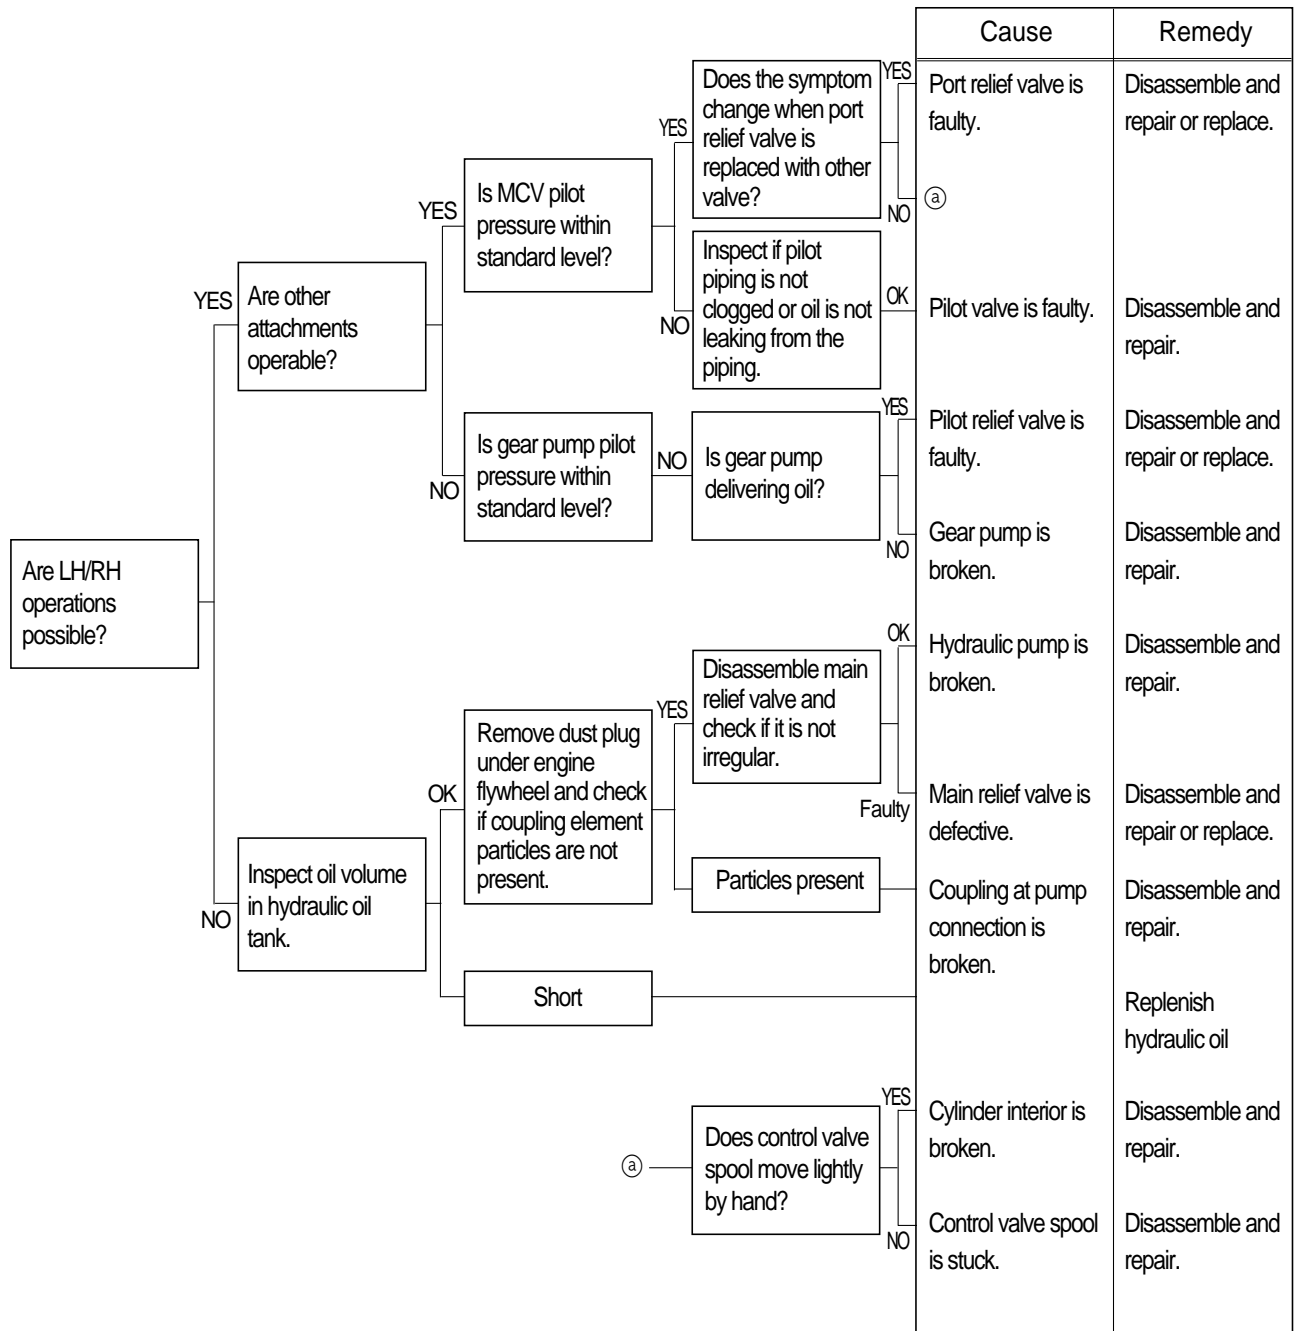 Cause
Remedy
Does the symptom
change when port
relief valve is
replaced with other
valve?
YES
Port relief valve is
faulty.
Disassemble and
repair or replace.
NO
ⓐ
YES
Is MCV pilot
pressure within
standard level?
YES
NO
Inspect if pilot
piping is not
clogged or oil is not
leaking from the
piping.
OK
Pilot valve is faulty.
Disassemble and
repair.
YES
Are other
attachments
operable?
NO
Is gear pump pilot
pressure within
standard level?
NO
Is gear pump
delivering oil?
YES
Pilot relief valve is
faulty.
Disassemble and
repair or replace.
NO
Gear pump is
broken.
Disassemble and
repair.
Are LH/RH
operations
possible?
NO
Inspect oil volume
in hydraulic oil
tank.
OK
Remove dust plug
under engine
flywheel and check
if coupling element
particles are not
present.
YES
Disassemble main
relief valve and
check if it is not
irregular.
OK
Hydraulic pump is
broken.
Disassemble and
repair.
Faulty
Main relief valve is
defective.
Disassemble and
repair or replace.
Particles present
Coupling at pump
connection is
broken.
Disassemble and
repair.
Short
Replenish
hydraulic oil
ⓐ
Does control valve
spool move lightly
by hand?
YES
Cylinder interior is
broken.
Disassemble and
repair.
NO
Control valve spool
is stuck.
Disassemble and
repair.